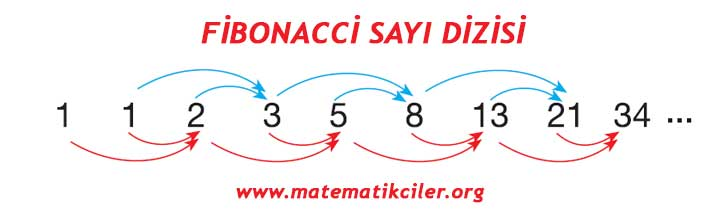 FİBONACCİ SAYI DİZİSİ
1 1 2 3 5 8 13 21 34 ...
www.matematikciler.org